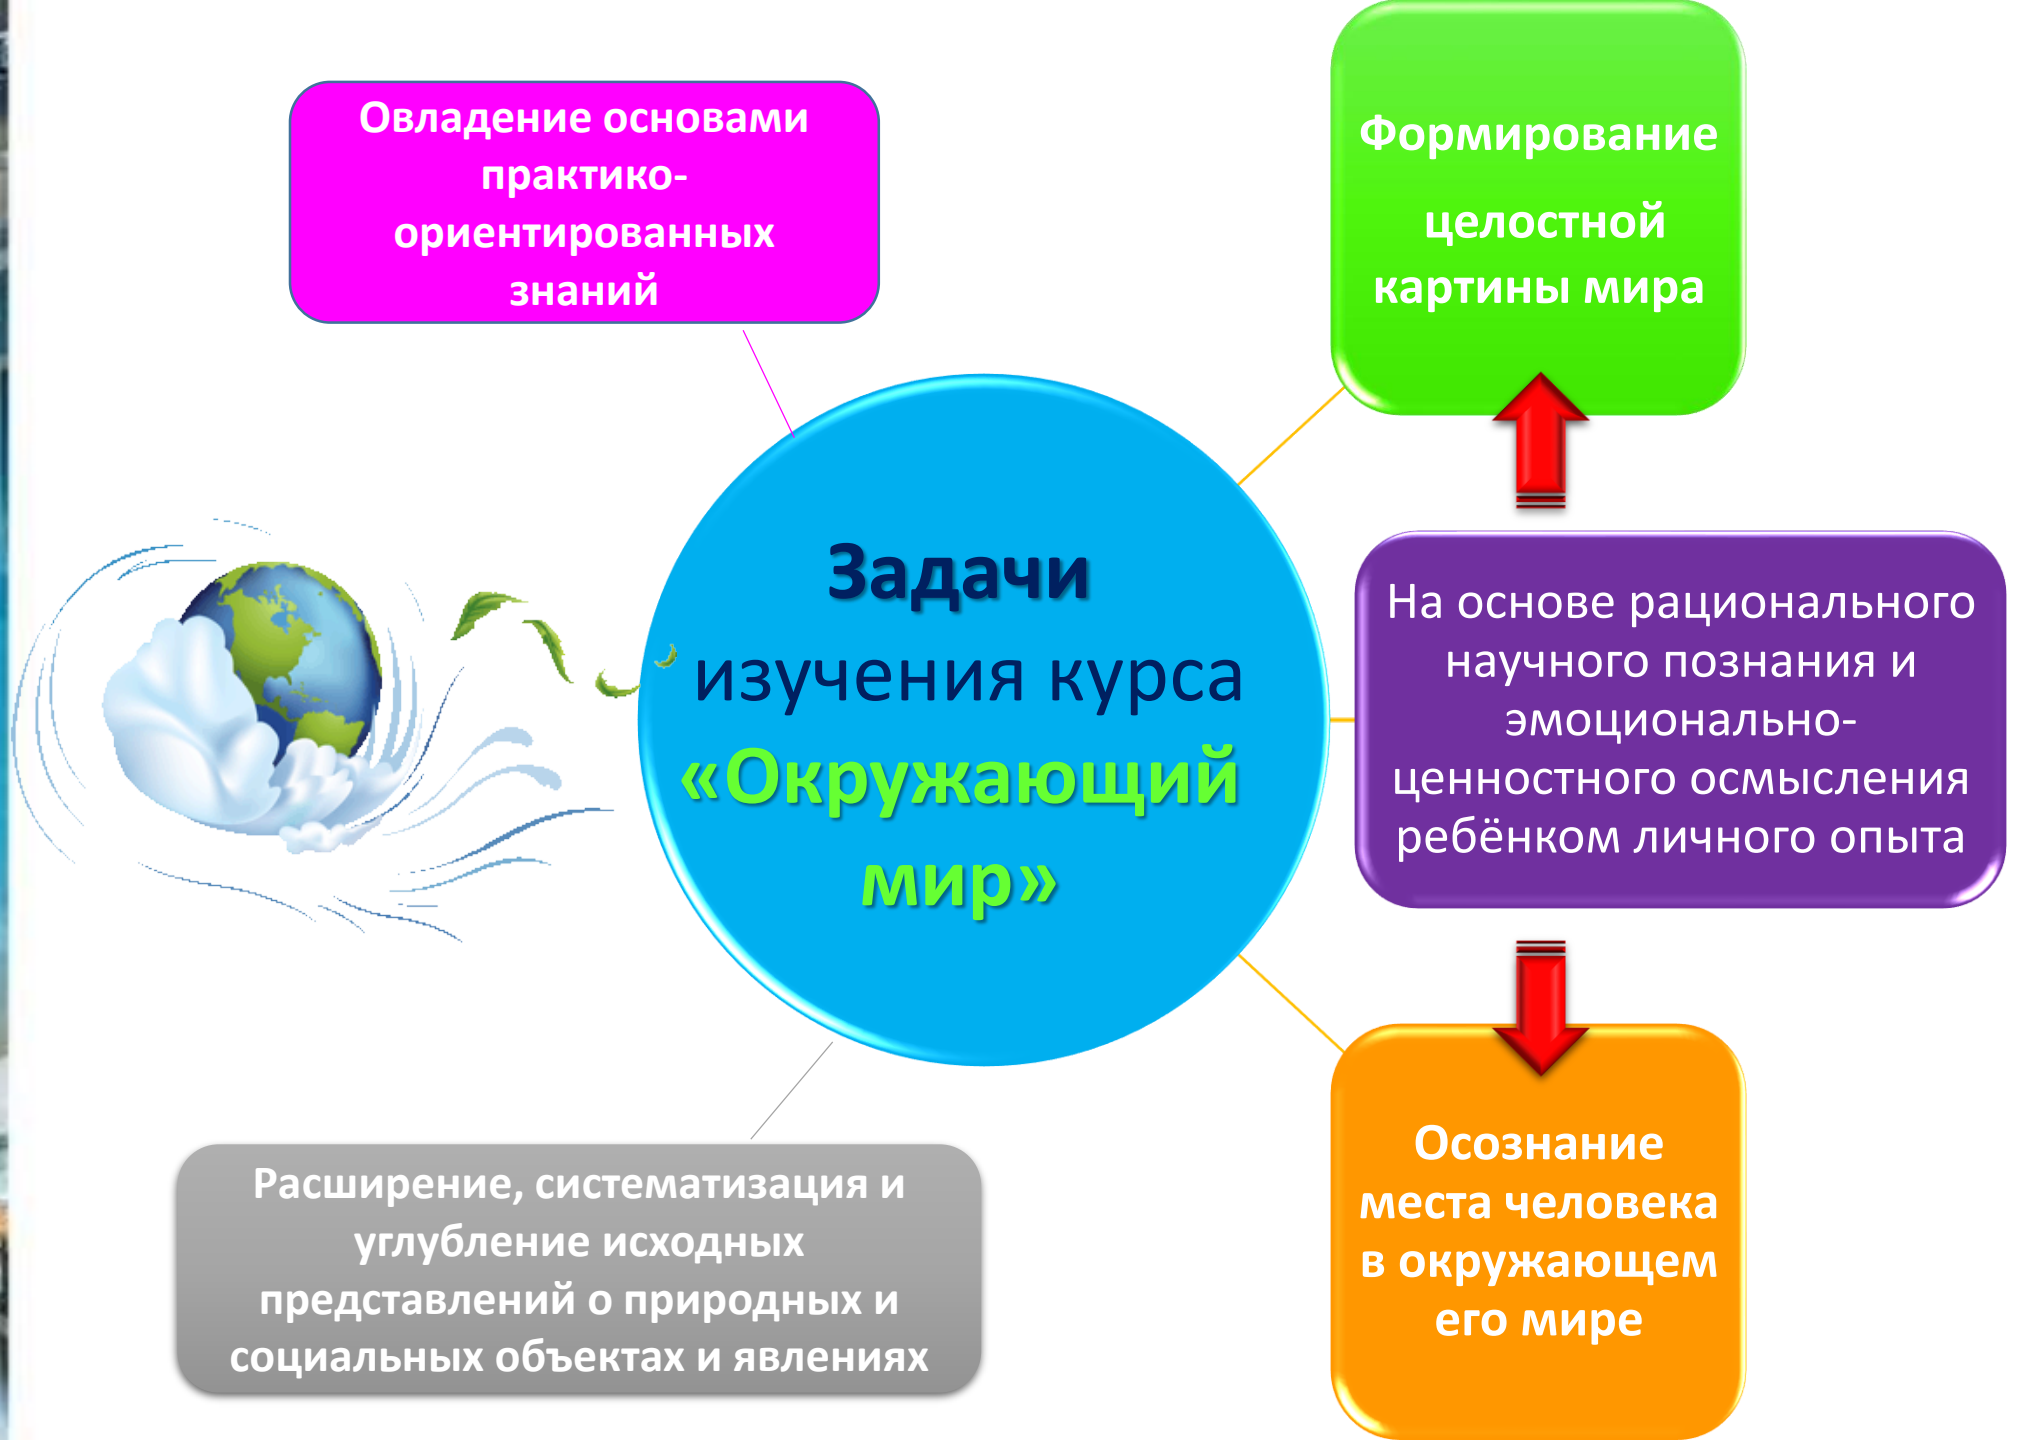 Овладение основами
практико-
ориентированных
знаний
Формирование
целостной
картины мира
Задачи
изучения курса
«Окружающий
мир»
На основе рационального
научного познания и
эмоционально-
ценностного осмысления
ребёнком личного опыта
Расширение, систематизация и
углубление исходных
представлений о природных и
социальных объектах и явлениях
Осознание
места человека
в окружающем
его мире